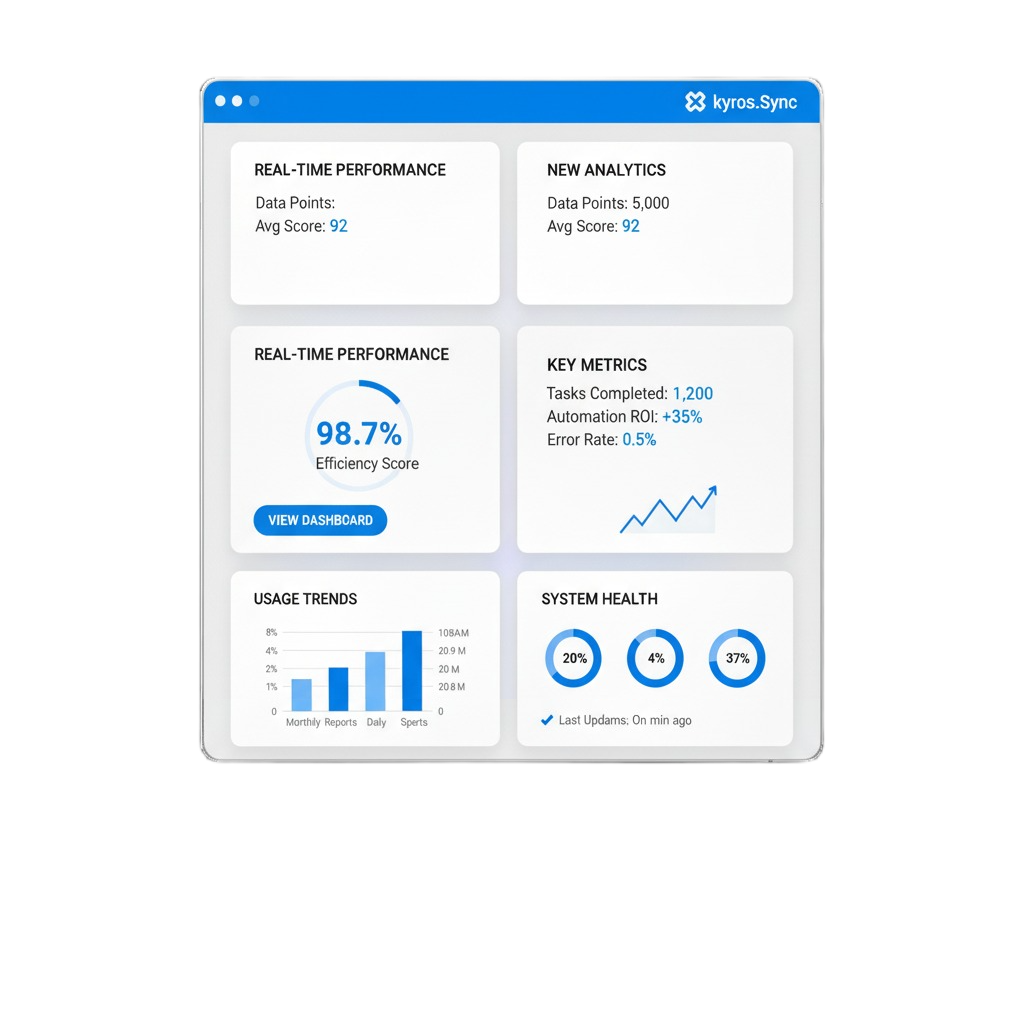 kyros.Sync
REAL-TIME PERFORMANCE
Data Points:
Avg Score: 92
NEW ANALYTICS
Data Points: 5,000
Avg Score: 92
REAL-TIME PERFORMANCE
98.7%
Efficiency Score
VIEW DASHBOARD
KEY METRICS
Tasks Completed: 1,200
Automation ROI: +35%
Error Rate: 0.5%
USAGE TRENDS
8%
4%
2%
1%
0
108AM
20.9 M
20 M
20 8 M
0
Monthly Reports Daly Sperts
SYSTEM HEALTH
20% 4% 37%
Last Updams: On min ago